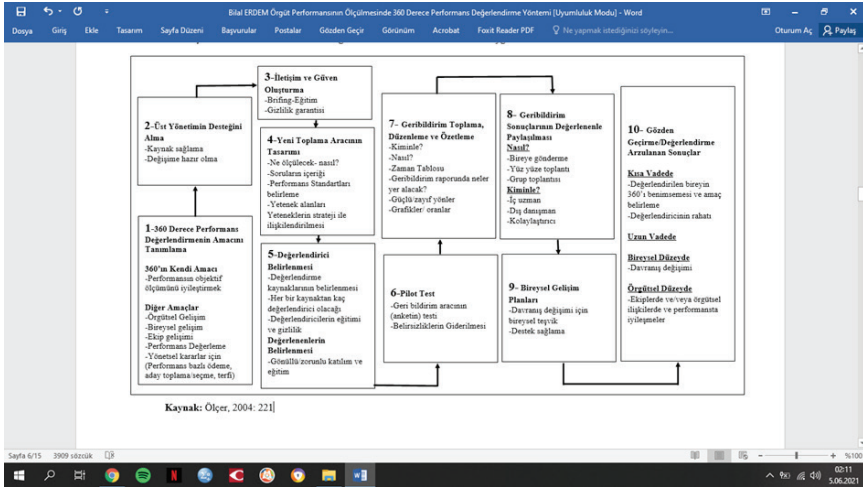 Bilal ERDEM Örgüt Performansının Ölçülmesinde 360 Derece Performans Değerlendirme Yöntemi [Uyumluluk Modu] - Word
Dosya Giriş Ekle Tasarım Sayfa Düzeni Başvurular Postalar Gözden Geçir Görünüm Acrobat Foxit Reader PDF Ne yapmak istediğinizi söyleyin... Oturum Aç Paylaş
1-360 Derece Performans
Değerlendirmenin Amacını
Tanımlama
360'ın Kendi Amacı
-Performansın objektif
ölçümünü iyileştirmek
Diğer Amaçlar
-Örgütsel Gelişim
-Bireysel gelişim
-Ekip gelişimi
-Performans Değerleme
-Yönetsel kararlar için
(Performans bazlı ödeme,
aday toplama/seçme, terfi)
2-Üst Yönetimin Desteğini
Alma
-Kaynak sağlama
-Değişime hazır olma
3-İletişim ve Güven
Oluşturma
-Brifing-Eğitim
-Gizlilik garantisi
4-Yeni Toplama Aracının
Tasarımı
-Ne ölçülecek- nasıl?
-Soruların içeriği
-Performans Standartları
belirleme
-Yetenek alanları
Yeteneklerin strateji ile
ilişkilendirilmesi
5-Değerlendirici
Belirlenmesi
-Değerlendirme
kaynaklarının belirlenmesi
-Her bir kaynaktan kaç
değerlendirici olacağı
-Değerlendiricilerin eğitimi
ve gizlilik
Değerlenenlerin
Belirlenmesi
-Gönüllü/zorunlu katılım ve
eğitim
6-Pilot Test
-Geri bildirim aracının
(anketin) testi
-Belirsizliklerin Giderilmesi
7- Geribildirim Toplama,
Düzenleme ve Özetleme
-Kiminle?
-Nasıl?
-Zaman Tablosu
-Geribildirim raporunda neler
yer alacak?
-Güçlü/zayıf yönler
-Grafikler/ oranlar
8- Geribildirim
Sonuçlarının Değerlenenle
Paylaşılması
Nasıl?
-Bireye gönderme
-Yüz yüze toplantı
-Grup toplantısı
Kiminle?
-İç uzman
-Dış danışman
-Kolaylaştırıcı
9- Bireysel Gelişim
Planları
-Davranış değişimi için
bireysel teşvik
-Destek sağlama
10- Gözden
Geçirme/Değerlendirme
Arzulanan Sonuçlar
Kısa Vadede
-Değerlendirilen bireyin
360'ı benimsemesi ve amaç
belirleme
-Değerlendiricinin rahatı
Uzun Vadede
Bireysel Düzeyde
-Davranış değişimi
Örgütsel Düzeyde
-Ekiplerde ve/veya örgütsel
ilişkilerde ve performansta
iyileşmeler
Kaynak: Ölçer, 2004: 221
Sayfa 6/15 3909 sözcük %100
02:11
5.06.2021